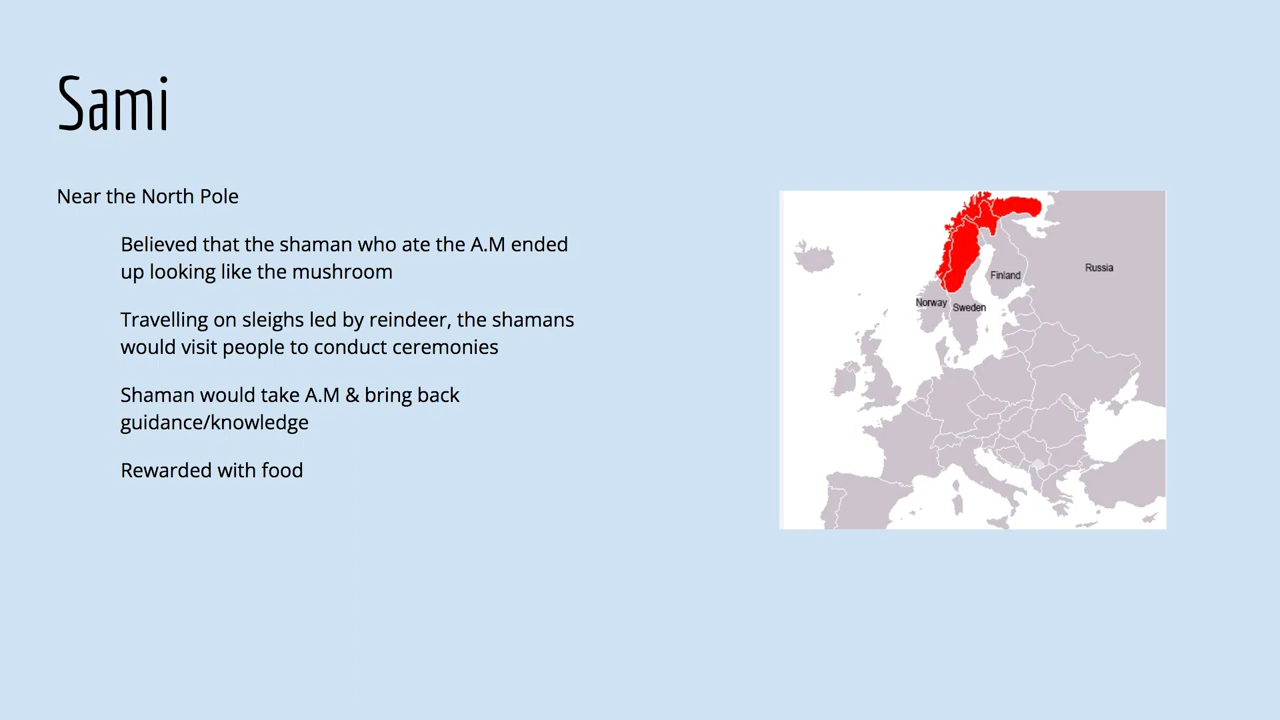 Sami
Near the North Pole
Believed that the shaman who ate the A.M ended
up looking like the mushroom
Travelling on sleighs led by reindeer, the shamans
would visit people to conduct ceremonies
Shaman would take A.M & bring back
guidance/knowledge
Rewarded with food
Russia
Finland
Norway
Sweden